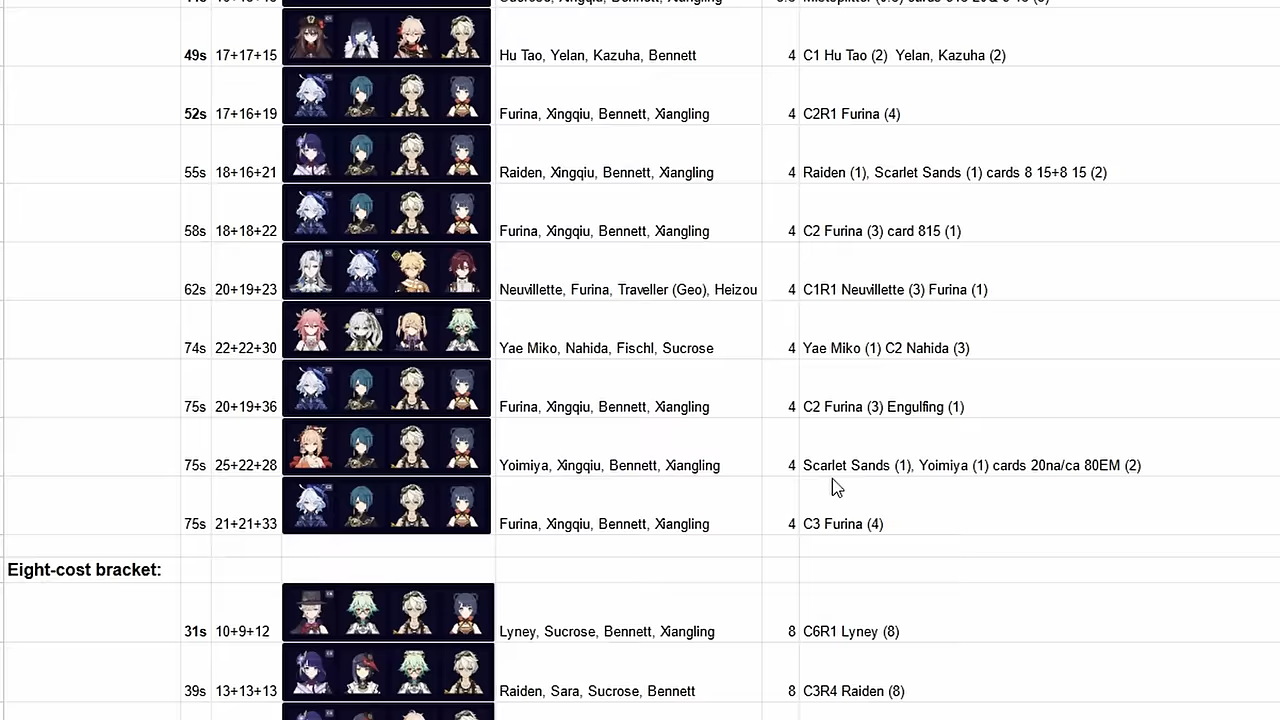 49s 17+17+15 Hu Tao, Yelan, Kazuha, Bennett 4 C1 Hu Tao (2) Yelan, Kazuha (2)
52s 17+16+19 Furina, Xingqiu, Bennett, Xiangling 4 C2R1 Furina (4)
55s 18+16+21 Raiden, Xingqiu, Bennett, Xiangling 4 Raiden (1), Scarlet Sands (1) cards 8 15+8 15 (2)
58s 18+18+22 Furina, Xingqiu, Bennett, Xiangling 4 C2 Furina (3) card 815 (1)
62s 20+19+23 Neuvillette, Furina, Traveller (Geo), Heizou 4 C1R1 Neuvillette (3) Furina (1)
74s 22+22+30 Yae Miko, Nahida, Fischl, Sucrose 4 Yae Miko (1) C2 Nahida (3)
75s 20+19+36 Furina, Xingqiu, Bennett, Xiangling 4 C2 Furina (3) Engulfing (1)
75s 25+22+28 Yoimiya, Xingqiu, Bennett, Xiangling 4 Scarlet Sands (1), Yoimiya (1) cards 20na/ca 80EM (2)
75s 21+21+33 Furina, Xingqiu, Bennett, Xiangling 4 C3 Furina (4)
Eight-cost bracket:
31s 10+9+12 Lyney, Sucrose, Bennett, Xiangling 8 C6R1 Lyney (8)
39s 13+13+13 Raiden, Sara, Sucrose, Bennett 8 C3R4 Raiden (8)